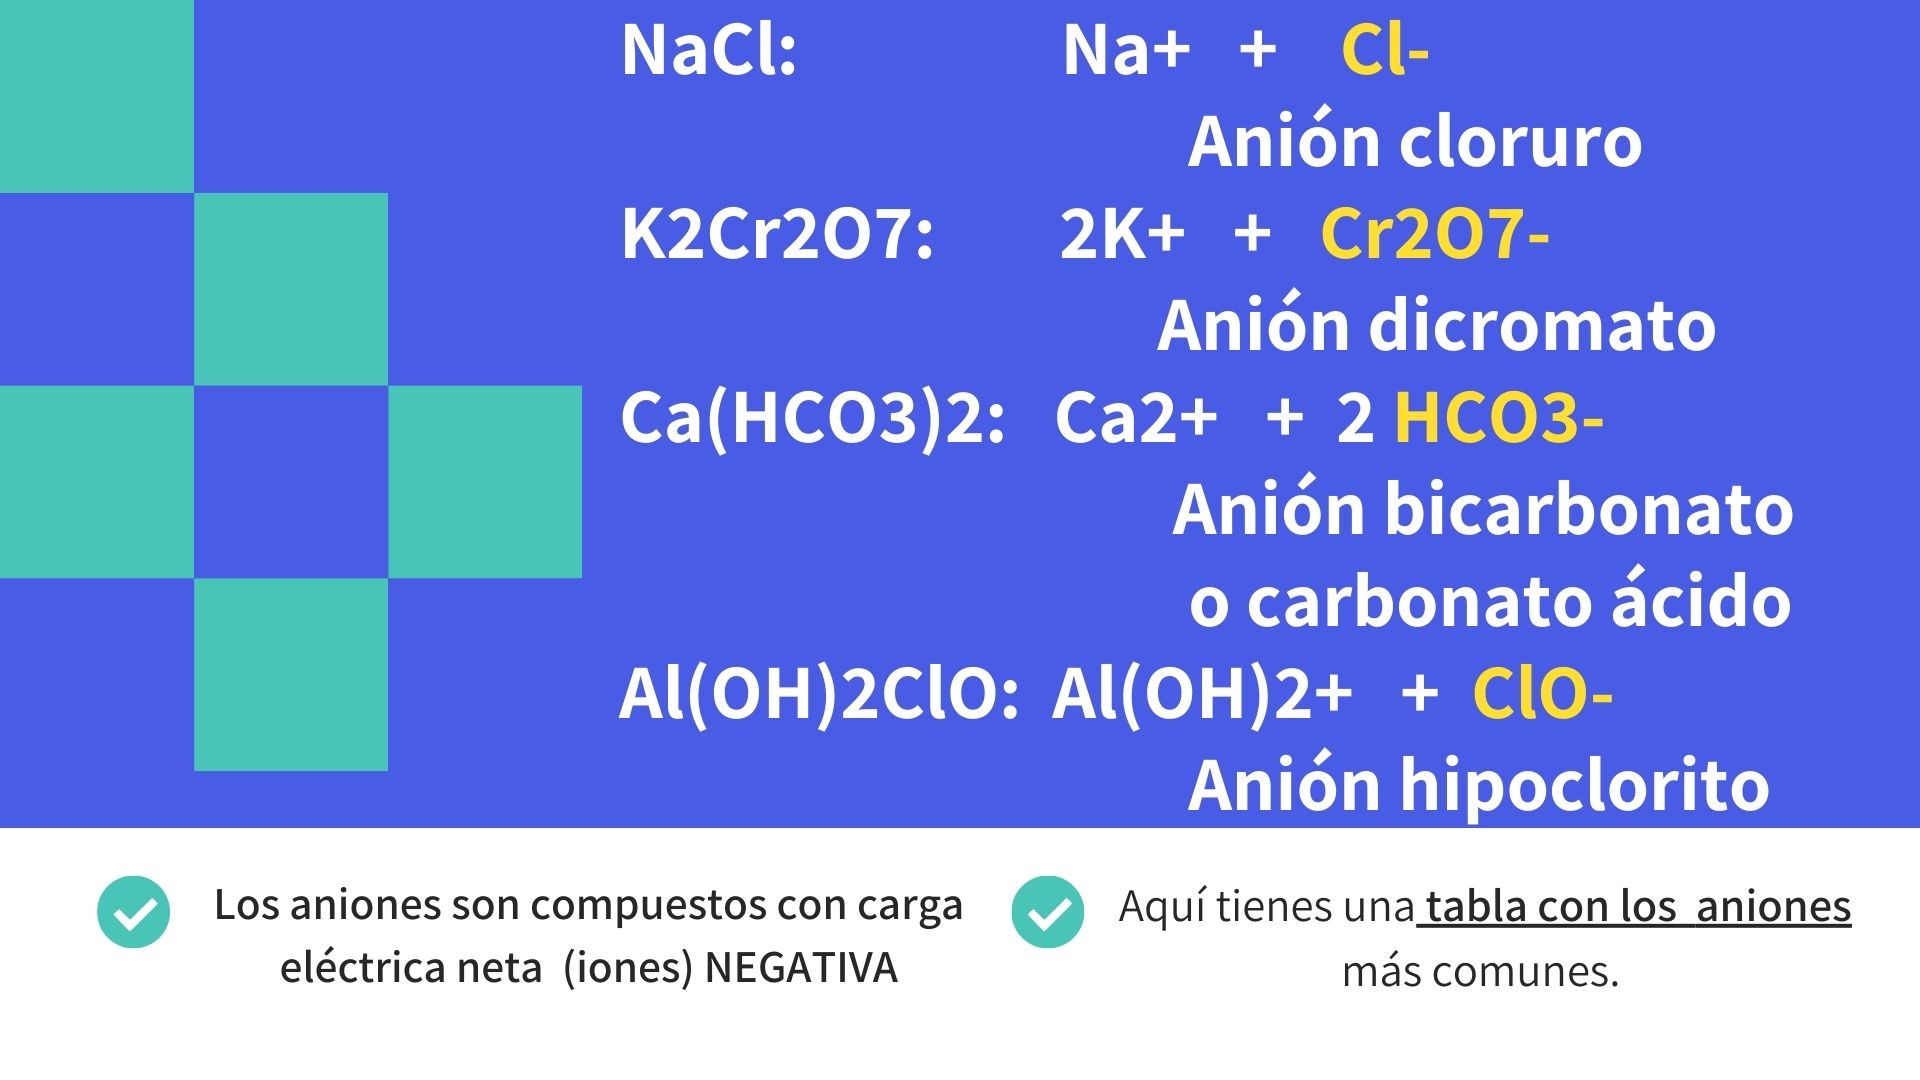 NaCl: Na+ + Cl-
Anión cloruro
K2Cr2O7: 2K+ + Cr2O7-
Anión dicromato
Ca(HCO3)2: Ca2+ + 2 HCO3-
Anión bicarbonato
o carbonato ácido
Al(OH)2ClO: Al(OH)2+ + ClO-
Anión hipoclorito
Los aniones son compuestos con carga
eléctrica neta (iones) NEGATIVA
Aquí tienes una tabla con los aniones
más comunes.